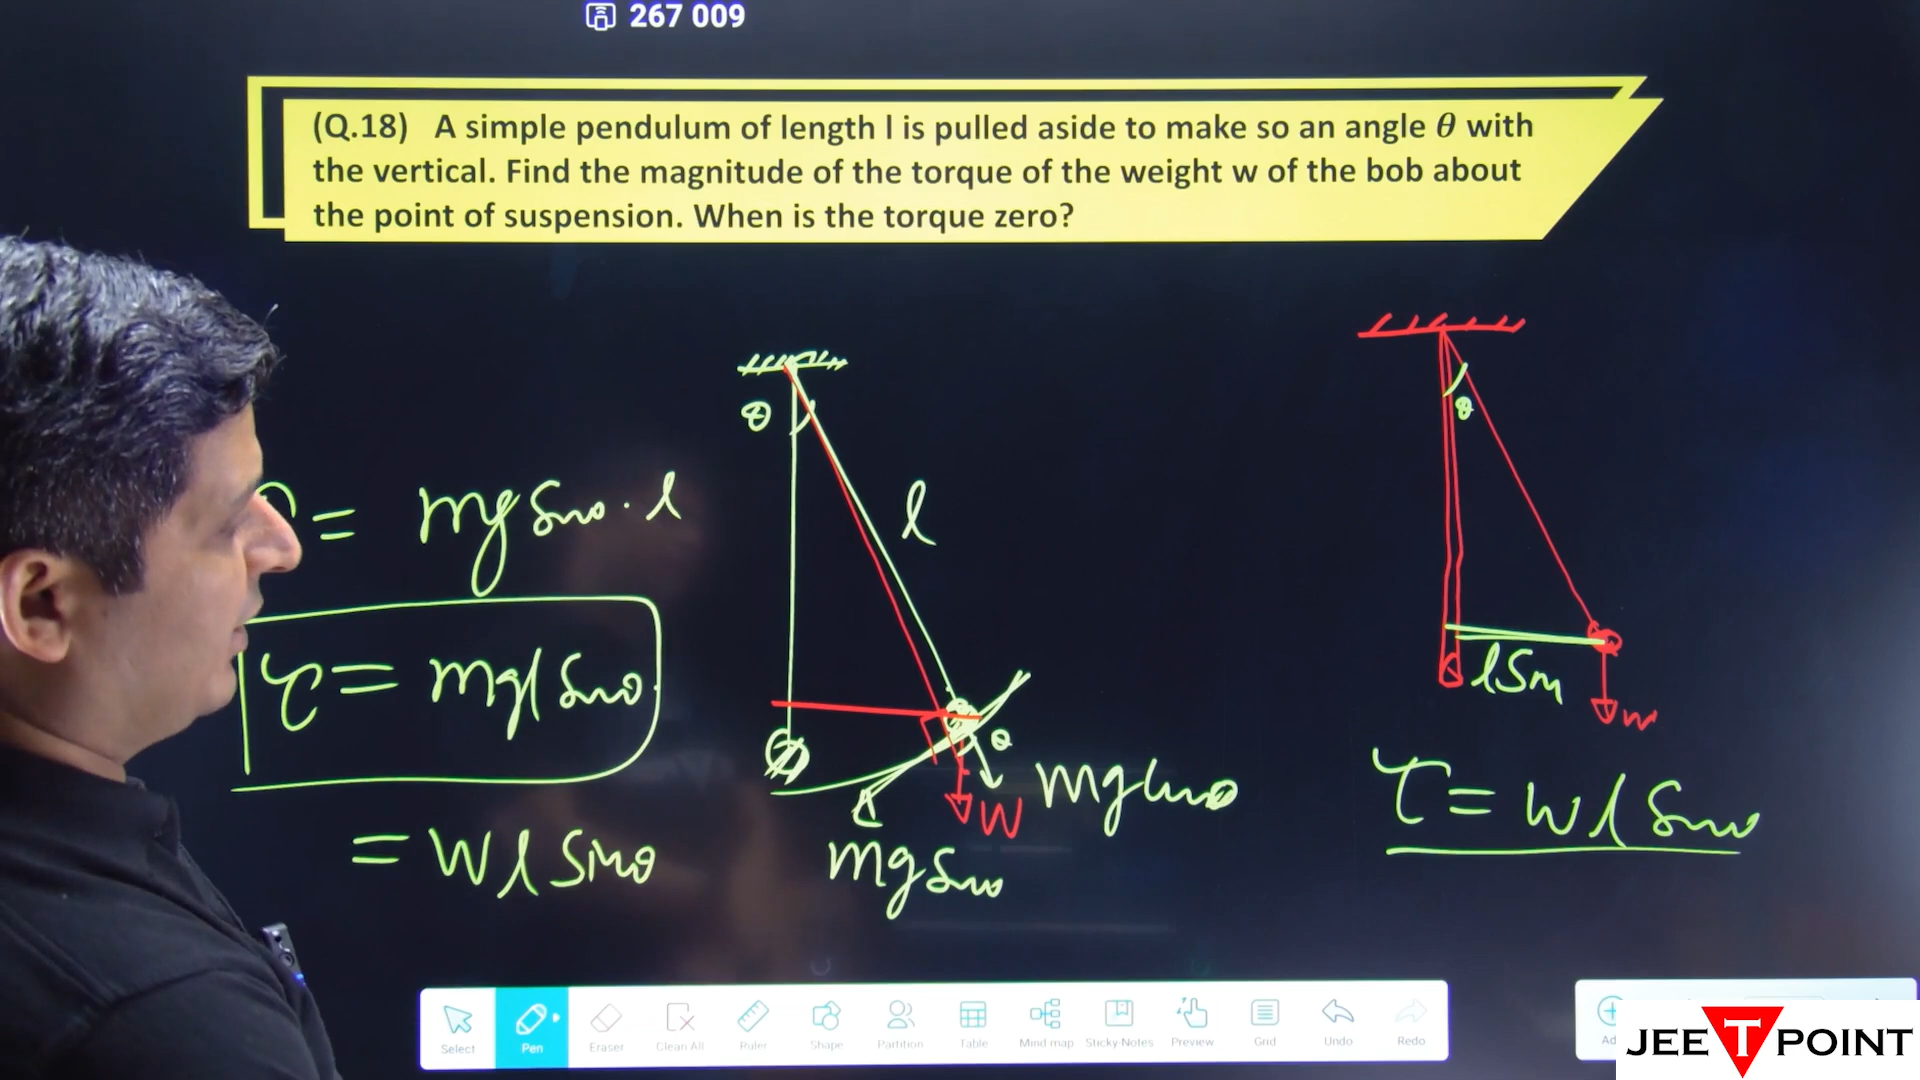 267 009
(Q.18) A simple pendulum of length l is pulled aside to make so an angle θ with
the vertical. Find the magnitude of the torque of the weight w of the bob about
the point of suspension. When is the torque zero?
θ
θ
= mg Sinθ . l
l
τ = mgl Sinθ
l Sin
W
θ
mg Cosθ
W
τ = W l Sinθ
= W l Sinθ
mg Sinθ
Select
Pen
Eraser
Clean All
Ruler
Shape
Partition
Table
Mind map
Sticky Notes
Preview
Grid
Undo
Redo
JEE T POINT